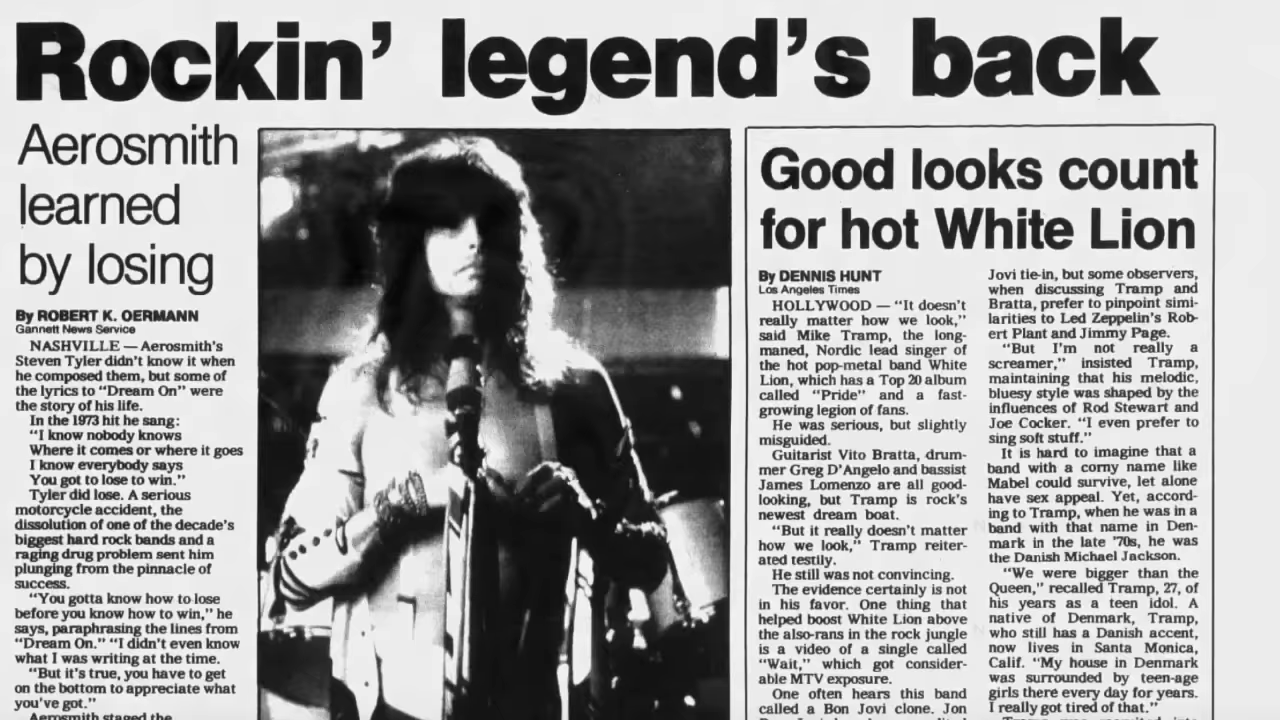 Rockin' legend's back
Aerosmith
learned
by losing
By ROBERT K. OERMANN
Gannett News Service
NASHVILLE — Aerosmith's
Steven Tyler didn't know it when
he composed them, but some of
the lyrics to "Dream On" were
the story of his life.
In the 1973 hit he sang:
"I know nobody knows
Where it comes or where it goes
I know everybody says
You got to lose to win."
Tyler did lose. A serious
motorcycle accident, the
dissolution of one of the decade's
biggest hard rock bands and a
raging drug problem sent him
plunging from the pinnacle of
success.
"You gotta know how to lose
before you know how to win," he
says, paraphrasing the lines from
"Dream On." "I didn't even know
what I was writing at the time.
"But it's true, you have to get
on the bottom to appreciate what
you've got."
Aerosmith staged the
Good looks count
for hot White Lion
By DENNIS HUNT
Los Angeles Times
HOLLYWOOD — "It doesn't
really matter how we look,"
said Mike Tramp, the long-
maned, Nordic lead singer of
the hot pop-metal band White
Lion, which has a Top 20 album
called "Pride" and a fast-
growing legion of fans.
He was serious, but slightly
misguided.
Guitarist Vito Bratta, drum-
mer Greg D'Angelo and bassist
James Lomenzo are all good-
looking, but Tramp is rock's
newest dream boat.
"But it really doesn't matter
how we look," Tramp reiter-
ated testily.
He still was not convincing.
The evidence certainly is not
in his favor. One thing that
helped boost White Lion above
the also-rans in the rock jungle
is a video of a single called
"Wait," which got consider-
able MTV exposure.
One often hears this band
called a Bon Jovi clone. Jon
Jovi tie-in, but some observers,
when discussing Tramp and
Bratta, prefer to pinpoint simi-
larities to Led Zeppelin's Rob-
ert Plant and Jimmy Page.
"But I'm not really a
screamer," insisted Tramp,
maintaining that his melodic,
bluesy style was shaped by the
influences of Rod Stewart and
Joe Cocker. "I even prefer to
sing soft stuff."
It is hard to imagine that a
band with a corny name like
Mabel could survive, let alone
have sex appeal. Yet, accord-
ing to Tramp, when he was in a
band with that name in Den-
mark in the late '70s, he was
the Danish Michael Jackson.
"We were bigger than the
Queen," recalled Tramp, 27, of
his years as a teen idol. A
native of Denmark, Tramp,
who still has a Danish accent,
now lives in Santa Monica,
Calif. "My house in Denmark
was surrounded by teen-age
girls there every day for years.
I really got tired of that."